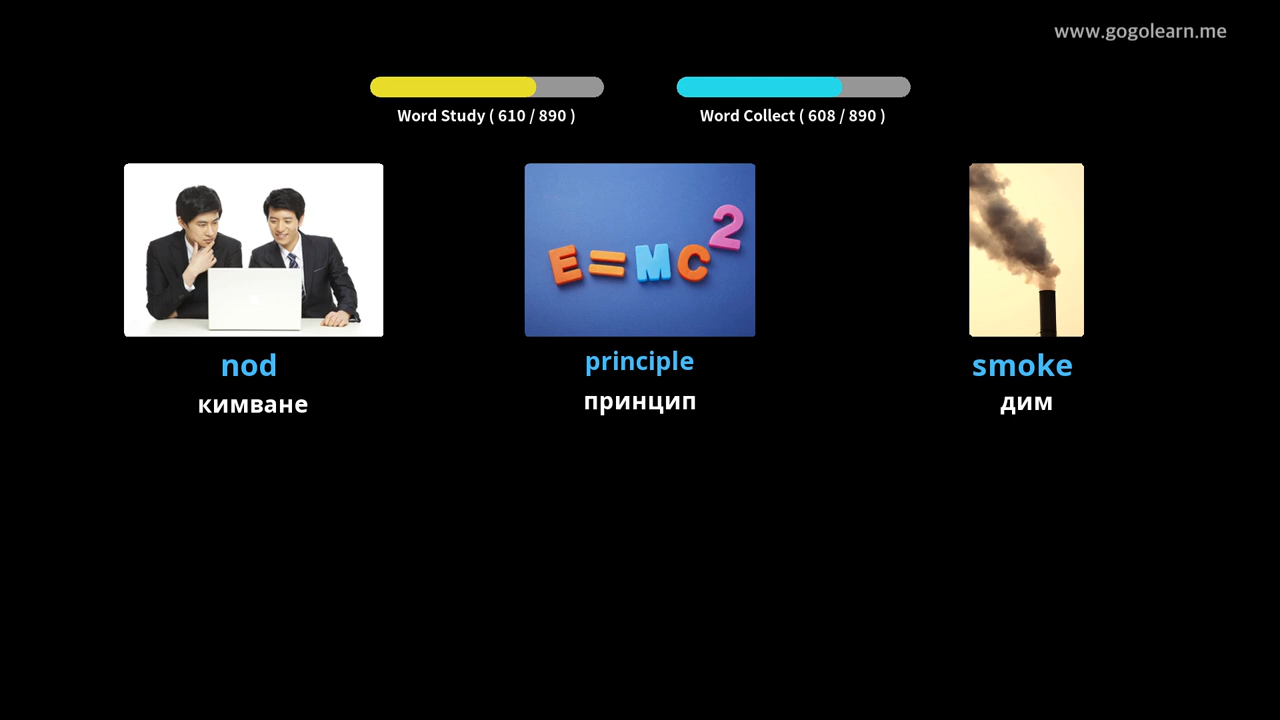 www.gogolearn.me
Word Study ( 610 / 890 )
Word Collect ( 608 / 890 )
E=MC2
nod
кимване
principle
принцип
smoke
дим